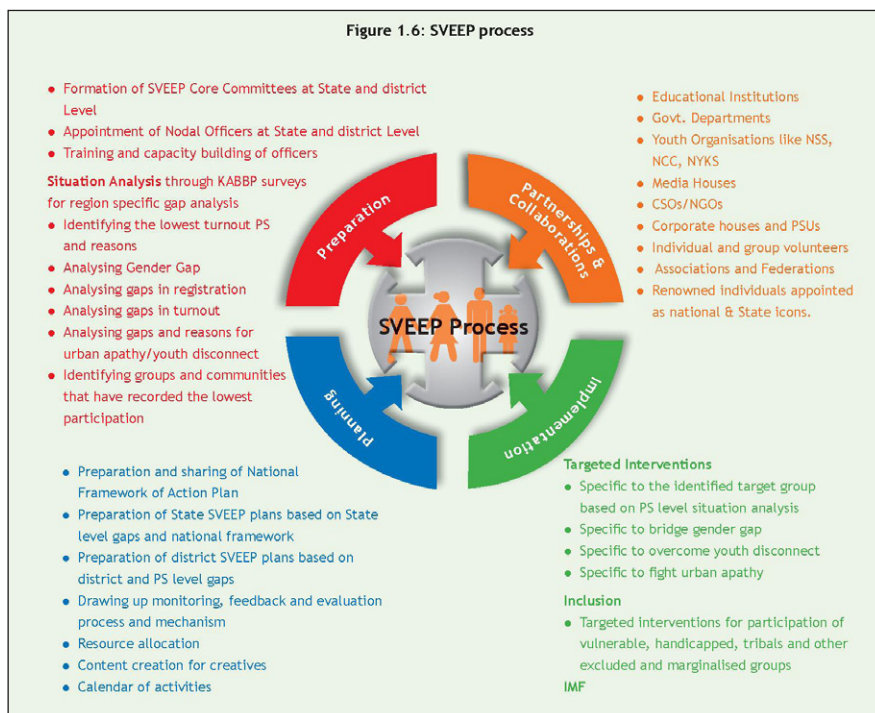 Figure 1.6: SVEEP process
● Formation of SVEEP Core Committees at State and district
Level
● Appointment of Nodal Officers at State and district Level
● Training and capacity building of officers
Situation Analysis through KABBP surveys
for region specific gap analysis
● Identifying the lowest turnout PS
and reasons
● Analysing Gender Gap
● Analysing gaps in registration
● Analysing gaps in turnout
● Analysing gaps and reasons for
urban apathy/youth disconnect
● Identifying groups and communities
that have recorded the lowest
participation
Preparation
Partnerships &
Collaborations
● Educational Institutions
● Govt. Departments
● Youth Organisations like NSS,
NCC, NYKS
● Media Houses
● CSOs/NGOs
● Corporate houses and PSUs
● Individual and group volunteers
● Associations and Federations
● Renowned individuals appointed
as national & State icons.
SVEEP Process
Planning
Implementation
● Preparation and sharing of National
Framework of Action Plan
● Preparation of State SVEEP plans based on State
level gaps and national framework
● Preparation of district SVEEP plans based on
district and PS level gaps
● Drawing up monitoring, feedback and evaluation
process and mechanism
● Resource allocation
● Content creation for creatives
● Calendar of activities
Targeted Interventions
● Specific to the identified target group
based on PS level situation analysis
● Specific to bridge gender gap
● Specific to overcome youth disconnect
● Specific to fight urban apathy
Inclusion
● Targeted interventions for participation of
vulnerable, handicapped, tribals and other
excluded and marginalised groups
IMF